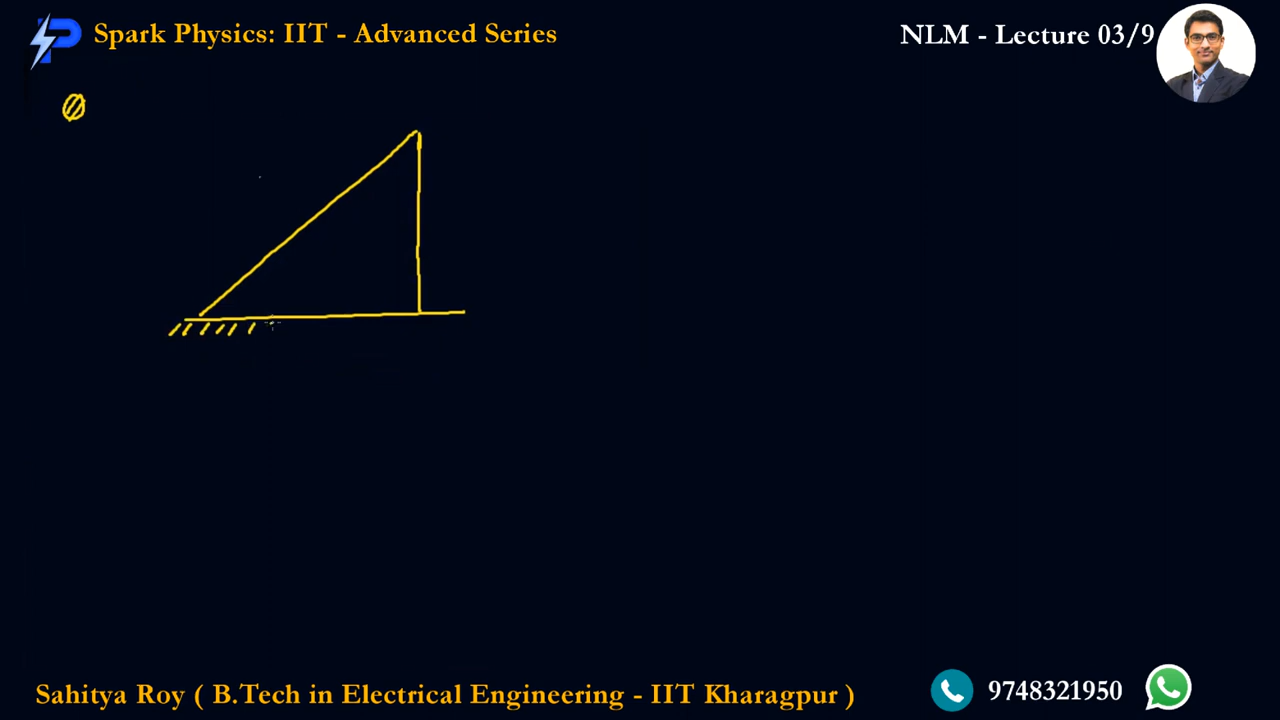 Spark Physics: IIT - Advanced Series
NLM - Lecture 03/9
Sahitya Roy ( B.Tech in Electrical Engineering - IIT Kharagpur )
9748321950